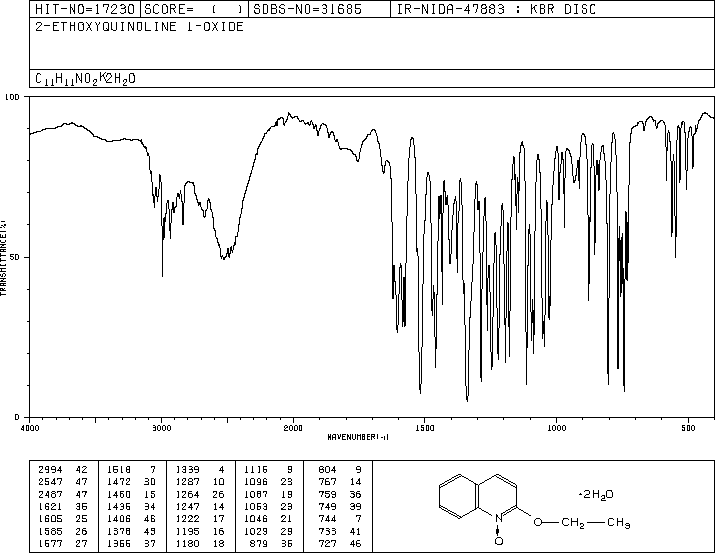 HIT-NO=17230 SCORE= ( ) SDBS-NO=31685 IR-NIDA-47883 : KBR DISC
2-ETHOXYQUINOLINE 1-OXIDE
C11H11NO2K2H2O
100
50
0
TRANSMITTANCE(%)
4000 3000 2000 1500 1000 500
WAVENUMBER(-1)
2994 42 1518 7 1339 4 1115 9 804 9
2547 47 1472 30 1287 10 1096 23 767 14
2487 47 1460 15 1264 26 1087 19 759 36
1621 35 1436 34 1247 14 1053 23 749 39
1605 25 1406 46 1222 17 1046 21 744 7
1585 26 1378 49 1195 16 1029 29 733 41
1577 27 1355 37 1180 18 879 35 727 46
·2H2O
N O CH2 CH3
O